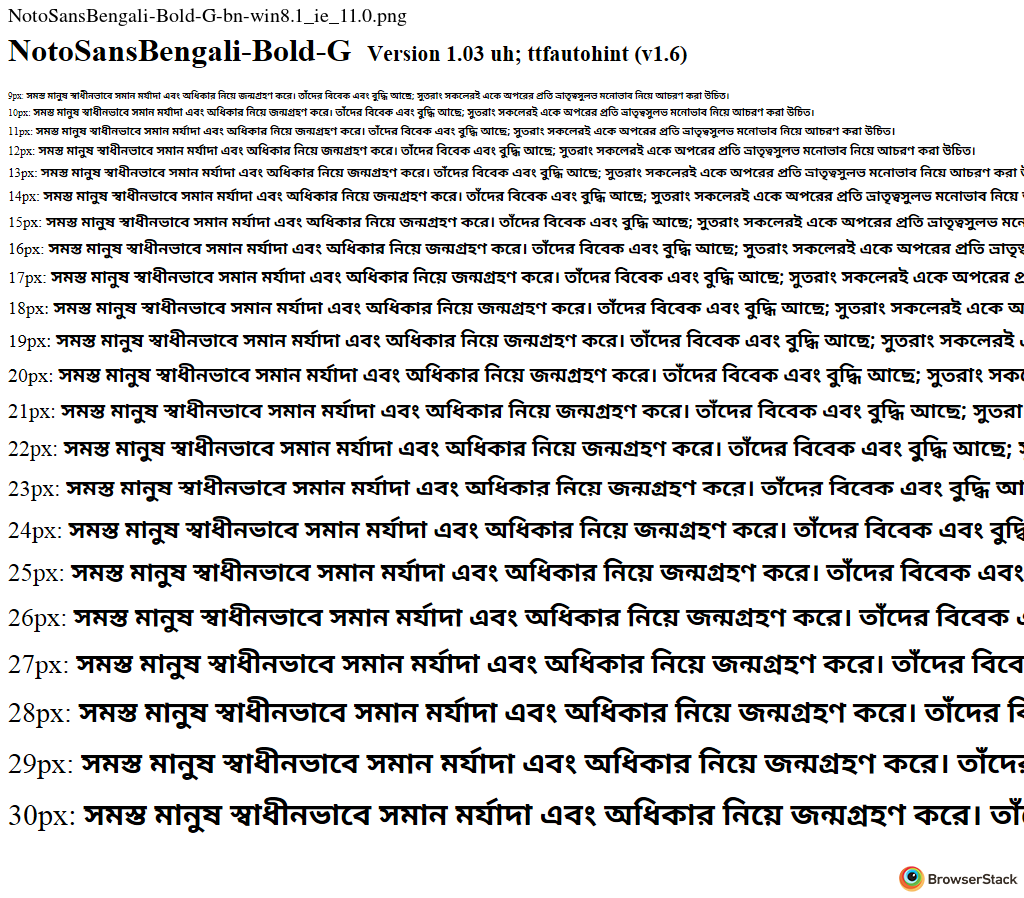 NotoSansBengali-Bold-G-bn-win8.1_ie_11.0.png
NotoSansBengali-Bold-G Version 1.03 uh; ttfautohint (v1.6)
9px: সমস্ত মানুষ স্বাধীনভাবে সমান মর্যাদা এবং অধিকার নিয়ে জন্মগ্রহণ করে। তাঁদের বিবেক এবং বুদ্ধি আছে; সুতরাং সকলেরই একে অপরের প্রতি ভ্রাতৃত্বসুলভ মনোভাব নিয়ে আচরণ করা উচিত।
10px: সমস্ত মানুষ স্বাধীনভাবে সমান মর্যাদা এবং অধিকার নিয়ে জন্মগ্রহণ করে। তাঁদের বিবেক এবং বুদ্ধি আছে; সুতরাং সকলেরই একে অপরের প্রতি ভ্রাতৃত্বসুলভ মনোভাব নিয়ে আচরণ করা উচিত।
11px: সমস্ত মানুষ স্বাধীনভাবে সমান মর্যাদা এবং অধিকার নিয়ে জন্মগ্রহণ করে। তাঁদের বিবেক এবং বুদ্ধি আছে; সুতরাং সকলেরই একে অপরের প্রতি ভ্রাতৃত্বসুলভ মনোভাব নিয়ে আচরণ করা উচিত।
12px: সমস্ত মানুষ স্বাধীনভাবে সমান মর্যাদা এবং অধিকার নিয়ে জন্মগ্রহণ করে। তাঁদের বিবেক এবং বুদ্ধি আছে; সুতরাং সকলেরই একে অপরের প্রতি ভ্রাতৃত্বসুলভ মনোভাব নিয়ে আচরণ করা উচিত।
13px: সমস্ত মানুষ স্বাধীনভাবে সমান মর্যাদা এবং অধিকার নিয়ে জন্মগ্রহণ করে। তাঁদের বিবেক এবং বুদ্ধি আছে; সুতরাং সকলেরই একে অপরের প্রতি ভ্রাতৃত্বসুলভ মনোভাব নিয়ে আচরণ করা
14px: সমস্ত মানুষ স্বাধীনভাবে সমান মর্যাদা এবং অধিকার নিয়ে জন্মগ্রহণ করে। তাঁদের বিবেক এবং বুদ্ধি আছে; সুতরাং সকলেরই একে অপরের প্রতি ভ্রাতৃত্বসুলভ মনোভাব নিয়ে
15px: সমস্ত মানুষ স্বাধীনভাবে সমান মর্যাদা এবং অধিকার নিয়ে জন্মগ্রহণ করে। তাঁদের বিবেক এবং বুদ্ধি আছে; সুতরাং সকলেরই একে অপরের প্রতি ভ্রাতৃত্বসুলভ
16px: সমস্ত মানুষ স্বাধীনভাবে সমান মর্যাদা এবং অধিকার নিয়ে জন্মগ্রহণ করে। তাঁদের বিবেক এবং বুদ্ধি আছে; সুতরাং সকলেরই একে অপরের প্রতি
17px: সমস্ত মানুষ স্বাধীনভাবে সমান মর্যাদা এবং অধিকার নিয়ে জন্মগ্রহণ করে। তাঁদের বিবেক এবং বুদ্ধি আছে; সুতরাং সকলেরই একে অপরের
18px: সমস্ত মানুষ স্বাধীনভাবে সমান মর্যাদা এবং অধিকার নিয়ে জন্মগ্রহণ করে। তাঁদের বিবেক এবং বুদ্ধি আছে; সুতরাং সকলেরই একে
19px: সমস্ত মানুষ স্বাধীনভাবে সমান মর্যাদা এবং অধিকার নিয়ে জন্মগ্রহণ করে। তাঁদের বিবেক এবং বুদ্ধি আছে; সুতরাং সকলেরই
20px: সমস্ত মানুষ স্বাধীনভাবে সমান মর্যাদা এবং অধিকার নিয়ে জন্মগ্রহণ করে। তাঁদের বিবেক এবং বুদ্ধি আছে; সুতরাং
21px: সমস্ত মানুষ স্বাধীনভাবে সমান মর্যাদা এবং অধিকার নিয়ে জন্মগ্রহণ করে। তাঁদের বিবেক এবং বুদ্ধি আছে; সুতরা
22px: সমস্ত মানুষ স্বাধীনভাবে সমান মর্যাদা এবং অধিকার নিয়ে জন্মগ্রহণ করে। তাঁদের বিবেক এবং বুদ্ধি আছে;
23px: সমস্ত মানুষ স্বাধীনভাবে সমান মর্যাদা এবং অধিকার নিয়ে জন্মগ্রহণ করে। তাঁদের বিবেক এবং বুদ্ধি আ
24px: সমস্ত মানুষ স্বাধীনভাবে সমান মর্যাদা এবং অধিকার নিয়ে জন্মগ্রহণ করে। তাঁদের বিবেক এবং বুদ্ধি
25px: সমস্ত মানুষ স্বাধীনভাবে সমান মর্যাদা এবং অধিকার নিয়ে জন্মগ্রহণ করে। তাঁদের বিবেক এবং
26px: সমস্ত মানুষ স্বাধীনভাবে সমান মর্যাদা এবং অধিকার নিয়ে জন্মগ্রহণ করে। তাঁদের বিবেক
27px: সমস্ত মানুষ স্বাধীনভাবে সমান মর্যাদা এবং অধিকার নিয়ে জন্মগ্রহণ করে। তাঁদের বিবে
28px: সমস্ত মানুষ স্বাধীনভাবে সমান মর্যাদা এবং অধিকার নিয়ে জন্মগ্রহণ করে। তাঁদের
29px: সমস্ত মানুষ স্বাধীনভাবে সমান মর্যাদা এবং অধিকার নিয়ে জন্মগ্রহণ করে। তাঁদের
30px: সমস্ত মানুষ স্বাধীনভাবে সমান মর্যাদা এবং অধিকার নিয়ে জন্মগ্রহণ করে। তাঁ
BrowserStack